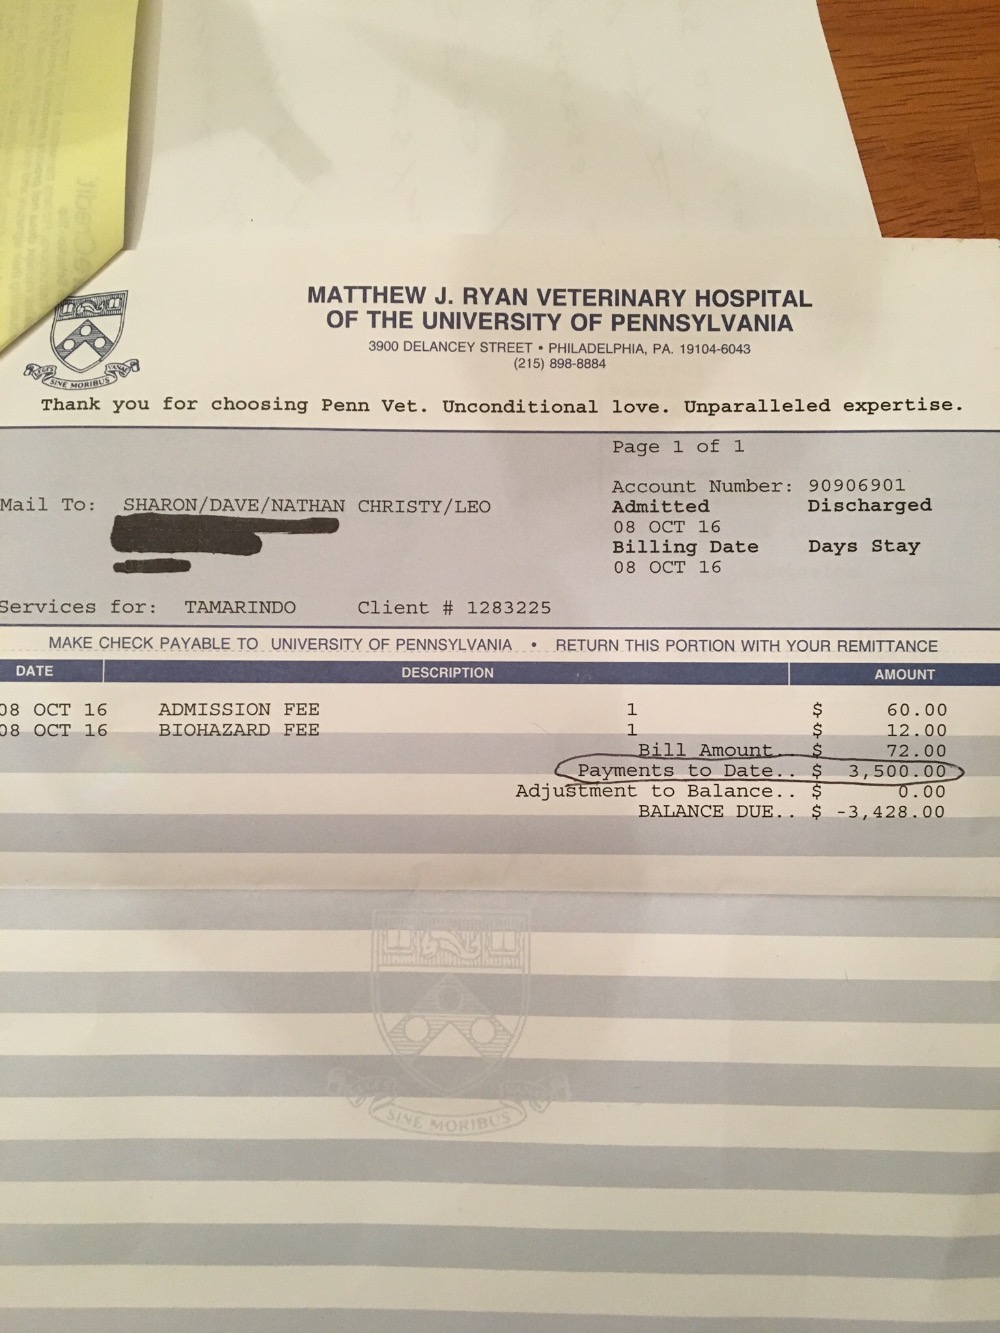 MATTHEW J. RYAN VETERINARY HOSPITAL
OF THE UNIVERSITY OF PENNSYLVANIA
3900 DELANCEY STREET • PHILADELPHIA, PA. 19104-6043
(215) 898-8884
SINE MORIBUS
Thank you for choosing Penn Vet. Unconditional love. Unparalleled expertise.
Page 1 of 1
Account Number: 90906901
Mail To: SHARON/DAVE/NATHAN CHRISTY/LEO
Admitted Discharged
08 OCT 16
Billing Date Days Stay
08 OCT 16
Services for: TAMARINDO Client # 1283225
MAKE CHECK PAYABLE TO UNIVERSITY OF PENNSYLVANIA • RETURN THIS PORTION WITH YOUR REMITTANCE
DATE DESCRIPTION AMOUNT
08 OCT 16 ADMISSION FEE 1 $ 60.00
08 OCT 16 BIOHAZARD FEE 1 $ 12.00
Bill Amount.. $ 72.00
Payments to Date.. $ 3,500.00
Adjustment to Balance.. $ 0.00
BALANCE DUE.. $ -3,428.00
SINE MORIBUS